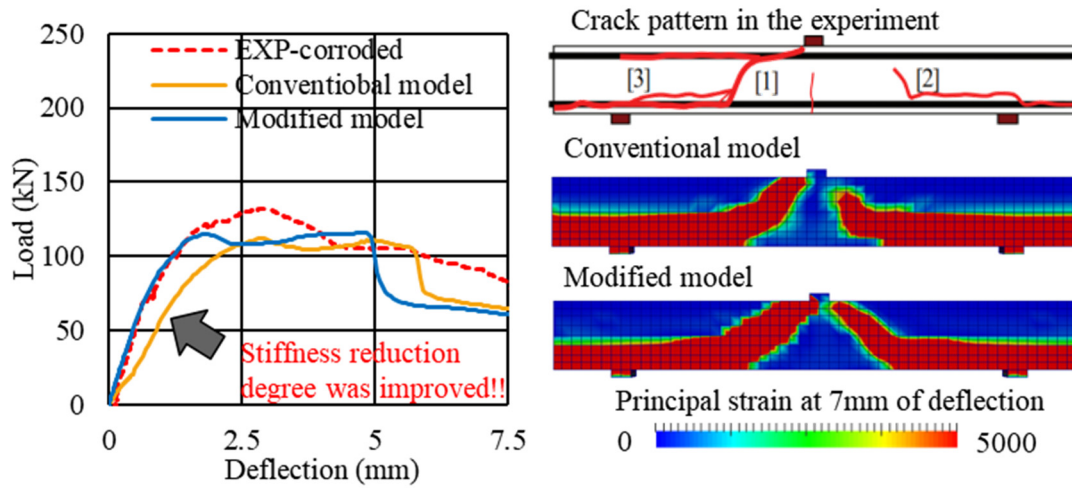 250
200
150
100
50
0
Load (kN)
EXP-corroded
Conventiobal model
Modified model
Stiffness reduction
degree was improved!!
0
2.5
5
7.5
Deflection (mm)
Crack pattern in the experiment
[3]
[1]
[2]
Conventional model
Modified model
Principal strain at 7mm of deflection
0
5000